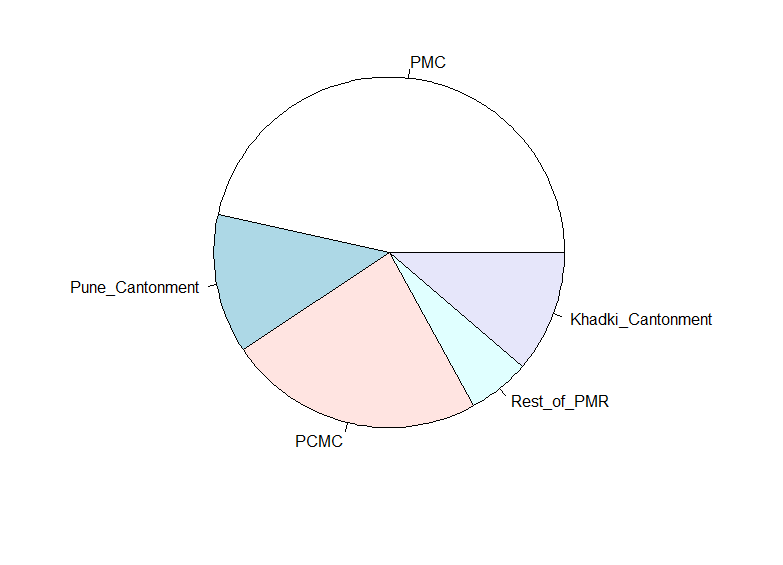 PMC
Pune_Cantonment
Khadki_Cantonment
Rest_of_PMR
PCMC